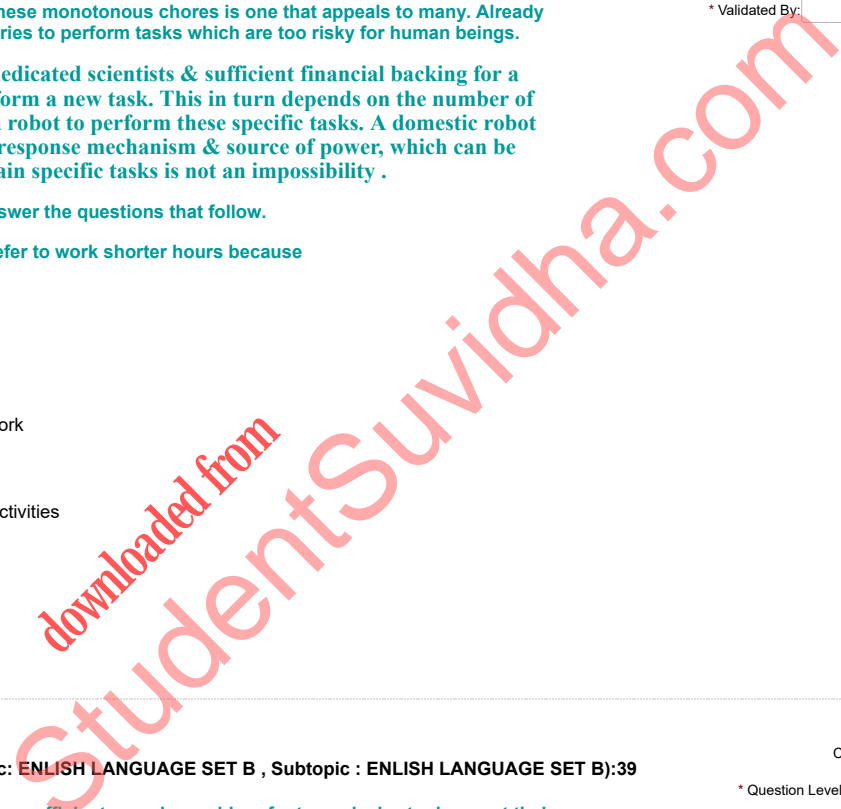 hese monotonous chores is one that appeals to many. Already
ries to perform tasks which are too risky for human beings.
* Validated By:
edicated scientists & sufficient financial backing for a
form a new task. This in turn depends on the number of
robot to perform these specific tasks. A domestic robot
response mechanism & source of power, which can be
ain specific tasks is not an impossibility .
swer the questions that follow.
efer to work shorter hours because
ork
ctivities
downloaded from
StudentSuvidha.com
c: ENLISH LANGUAGE SET B , Subtopic : ENLISH LANGUAGE SET B):39
* Question Level